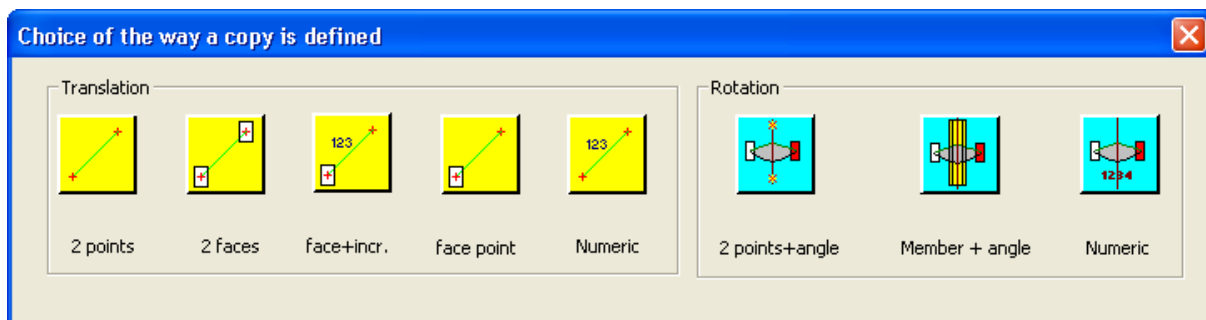 Choice of the way a copy is defined
Translation
123
123
2 points
2 faces
face+incr.
face point
Numeric
Rotation
1234
2 points+angle
Member + angle
Numeric